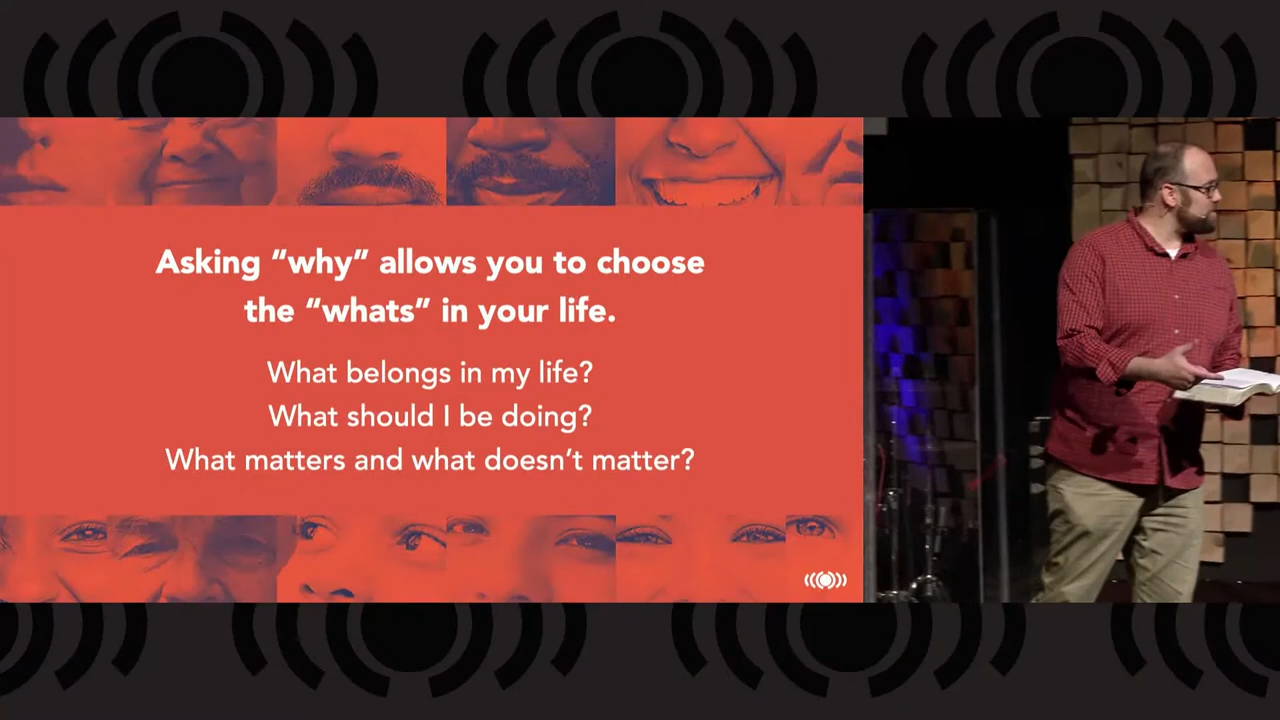 Asking “why” allows you to choose
the “whats” in your life.
What belongs in my life?
What should I be doing?
What matters and what doesn’t matter?